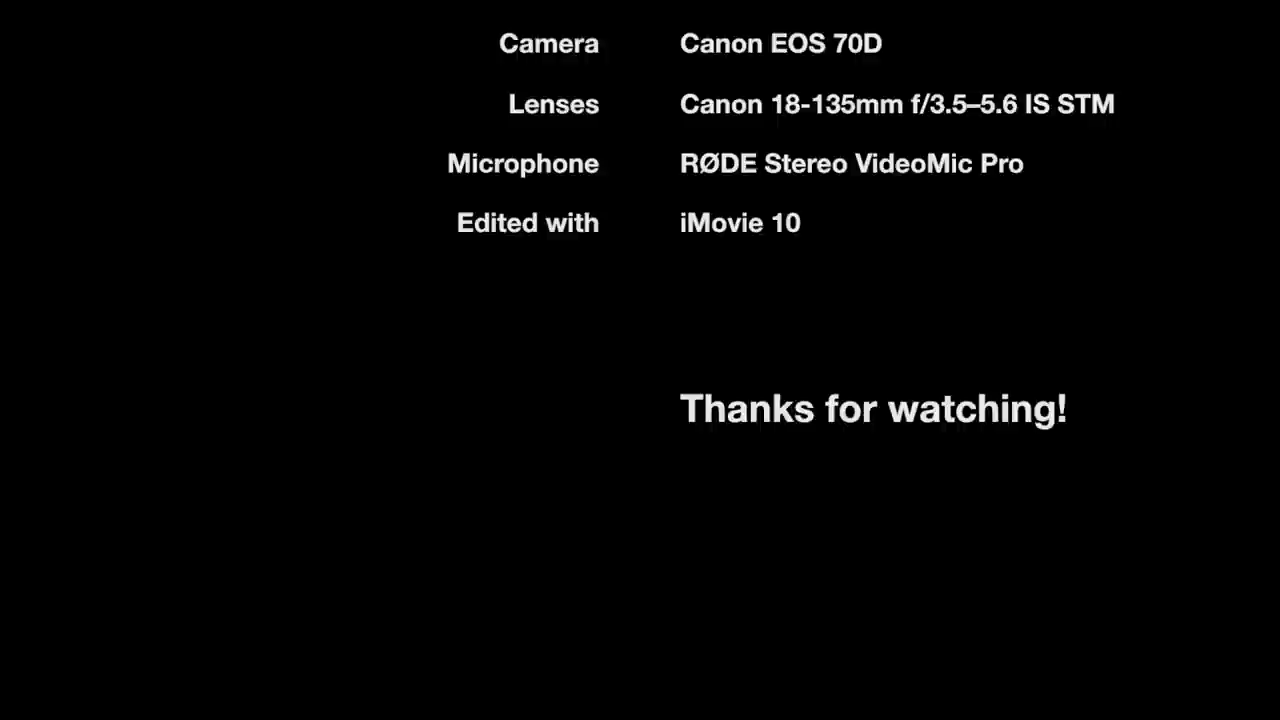 Camera Canon EOS 70D
Lenses Canon 18-135mm f/3.5–5.6 IS STM
Microphone RØDE Stereo VideoMic Pro
Edited with iMovie 10
Thanks for watching!